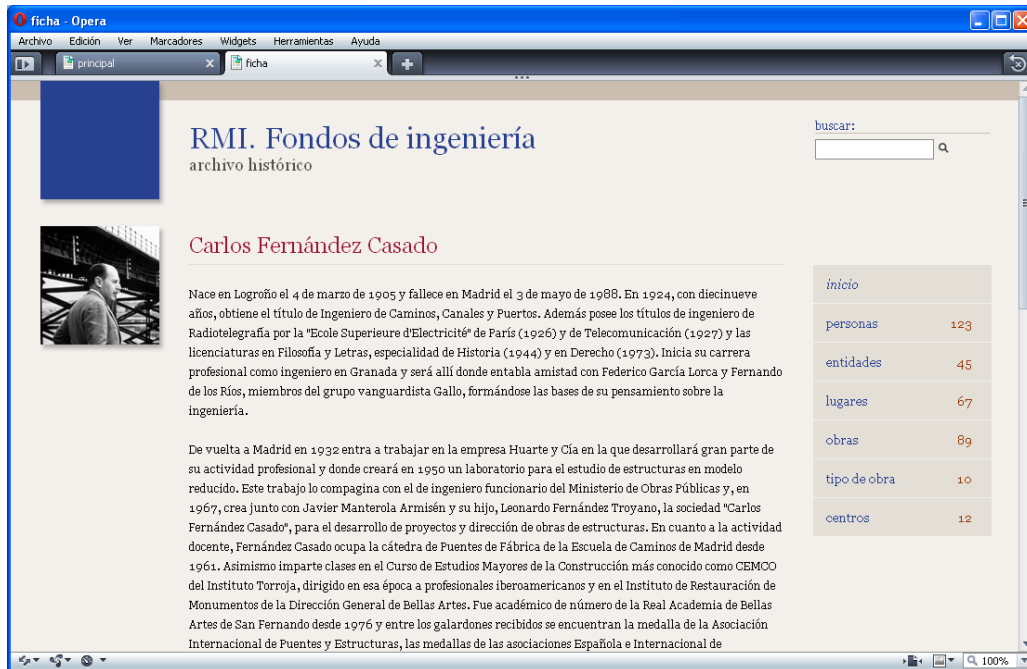 ficha - Opera
Archivo Edición Ver Marcadores Widgets Herramientas Ayuda
principal ficha
RMI. Fondos de ingeniería
archivo histórico
buscar:
Carlos Fernández Casado
Nace en Logroño el 4 de marzo de 1905 y fallece en Madrid el 3 de mayo de 1988. En 1924, con diecinueve
años, obtiene el título de Ingeniero de Caminos, Canales y Puertos. Además posee los títulos de ingeniero de
Radiotelegrafía por la "Ecole Superieure d'Electricité" de París (1926) y de Telecomunicación (1927) y las
licenciaturas en Filosofía y Letras, especialidad de Historia (1944) y en Derecho (1973). Inicia su carrera
profesional como ingeniero en Granada y será allí donde entabla amistad con Federico García Lorca y Fernando
de los Ríos, miembros del grupo vanguardista Gallo, formándose las bases de su pensamiento sobre la
ingeniería.
De vuelta a Madrid en 1932 entra a trabajar en la empresa Huarte y Cía en la que desarrollará gran parte de
su actividad profesional y donde creará en 1950 un laboratorio para el estudio de estructuras en modelo
reducido. Este trabajo lo compagina con el de ingeniero funcionario del Ministerio de Obras Públicas y, en
1967, crea junto con Javier Manterola Armisén y su hijo, Leonardo Fernández Troyano, la sociedad "Carlos
Fernández Casado", para el desarrollo de proyectos y dirección de obras de estructuras. En cuanto a la actividad
docente, Fernández Casado ocupa la cátedra de Puentes de Fábrica de la Escuela de Caminos de Madrid desde
1961. Asimismo imparte clases en el Curso de Estudios Mayores de la Construcción más conocido como CEMCO
del Instituto Torroja, dirigido en esa época a profesionales iberoamericanos y en el Instituto de Restauración de
Monumentos de la Dirección General de Bellas Artes. Fue académico de número de la Real Academia de Bellas
Artes de San Fernando desde 1976 y entre los galardones recibidos se encuentran la medalla de la Asociación
Internacional de Puentes y Estructuras, las medallas de las asociaciones Española e Internacional de
inicio
personas 123
entidades 45
lugares 67
obras 89
tipo de obra 10
centros 12
100%